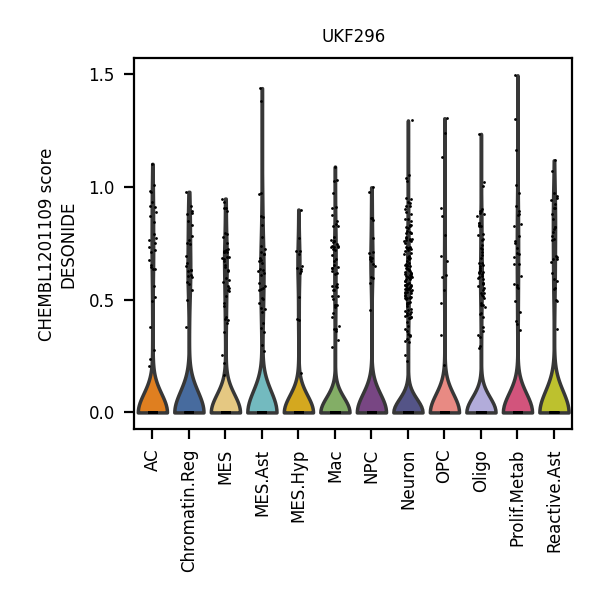 UKF296
CHEMBL1201109 score
DESONIDE
1.5
1.0
0.5
0.0
AC
Chromatin.Reg
MES
MES.Ast
MES.Hyp
Mac
NPC
Neuron
OPC
Oligo
Prolif.Metab
Reactive.Ast